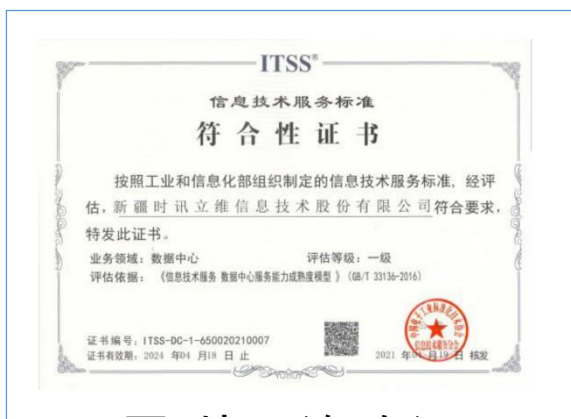 ITSS®
信息技术服务标准
符合性证书
按照工业和信息化部组织制定的信息技术服务标准，经评
估，新疆时讯立维信息技术股份有限公司符合要求，
特发此证书。
业务领域：数据中心 评估等级：一级
评估依据：《信息技术服务 数据中心服务能力成熟度模型》（GB/T 33136-2016）
证书编号：ITSS-DC-1-650020210007
证书有效期：2024 年04 月18 日 止
2021 年04 月19 日 核发